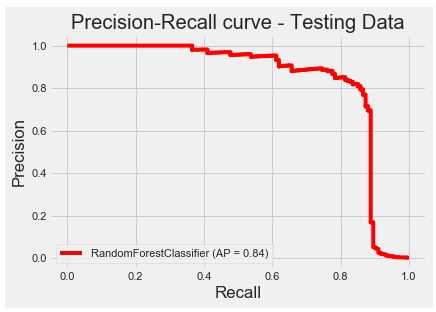 Precision-Recall curve - Testing Data
1.0
0.8
0.6
0.4
0.2
0.0
Precision
RandomForestClassifier (AP = 0.84)
0.0 0.2 0.4 0.6 0.8 1.0
Recall